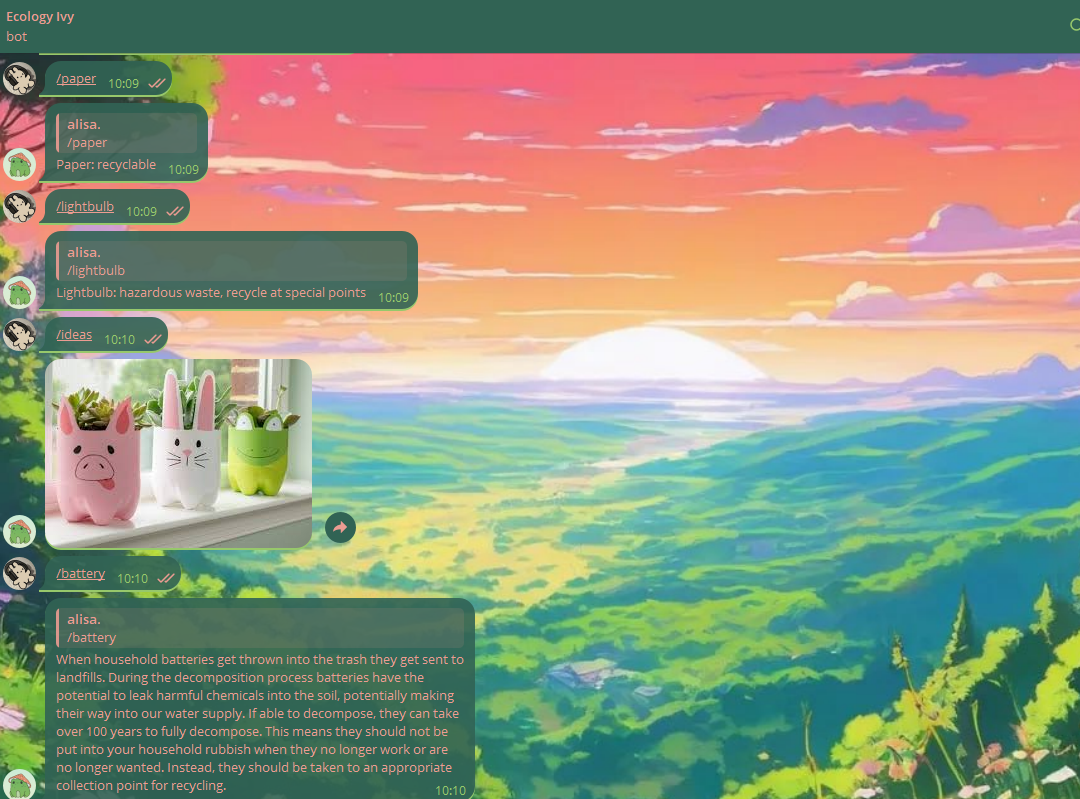 Ecology Ivy
bot
/paper 10:09
alisa.
/paper
Paper: recyclable 10:09
/lightbulb 10:09
alisa.
/lightbulb
Lightbulb: hazardous waste, recycle at special points 10:09
/ideas 10:10
/battery 10:10
alisa.
/battery
When household batteries get thrown into the trash they get sent to
landfills. During the decomposition process batteries have the
potential to leak harmful chemicals into the soil, potentially making
their way into our water supply. If able to decompose, they can take
over 100 years to fully decompose. This means they should not be
put into your household rubbish when they no longer work or are
no longer wanted. Instead, they should be taken to an appropriate
collection point for recycling. 10:10